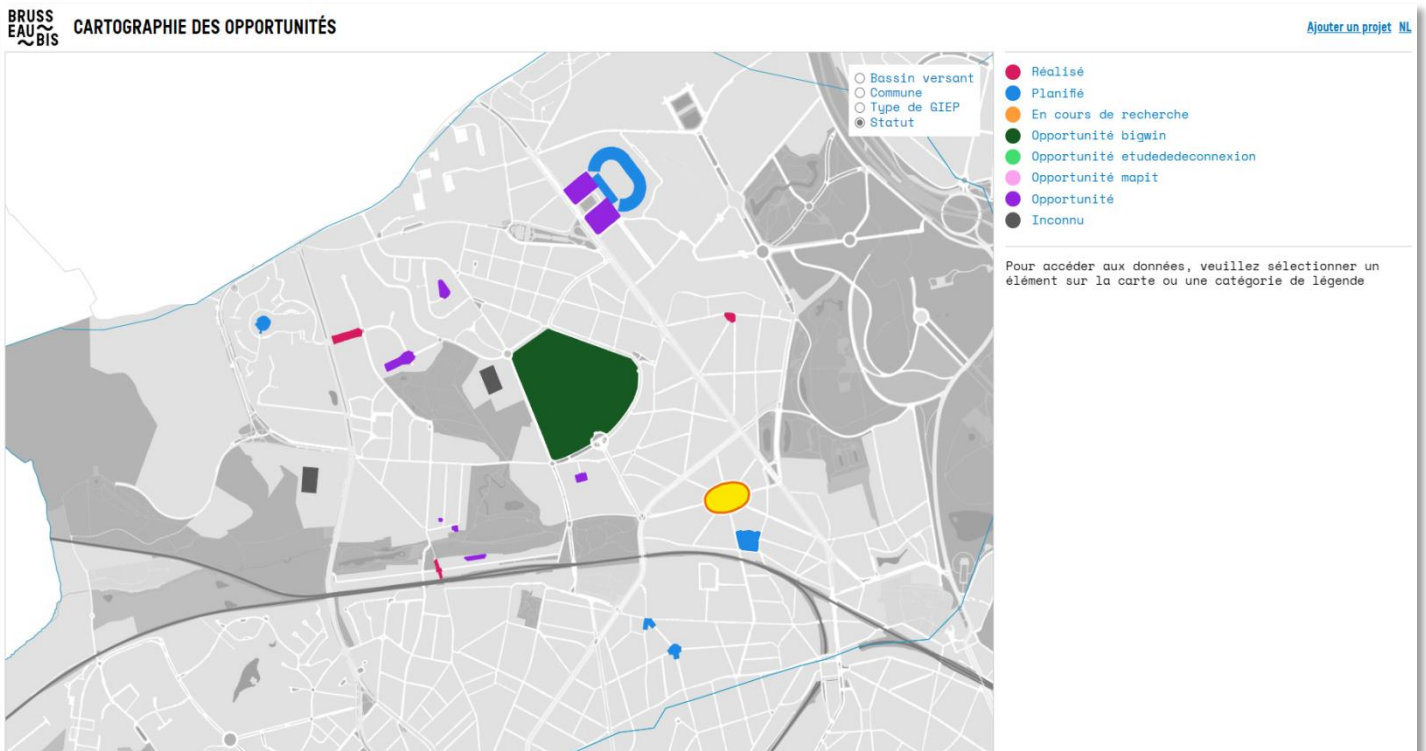 BRUSS
EAU
BIS
CARTOGRAPHIE DES OPPORTUNITÉS
Ajouter un projet NL
Bassin versant
Commune
Type de GIEP
Statut
Réalisé
Planifié
En cours de recherche
Opportunité bigwin
Opportunité etudededeconnexion
Opportunité mapit
Opportunité
Inconnu
Pour accéder aux données, veuillez sélectionner un
élément sur la carte ou une catégorie de légende